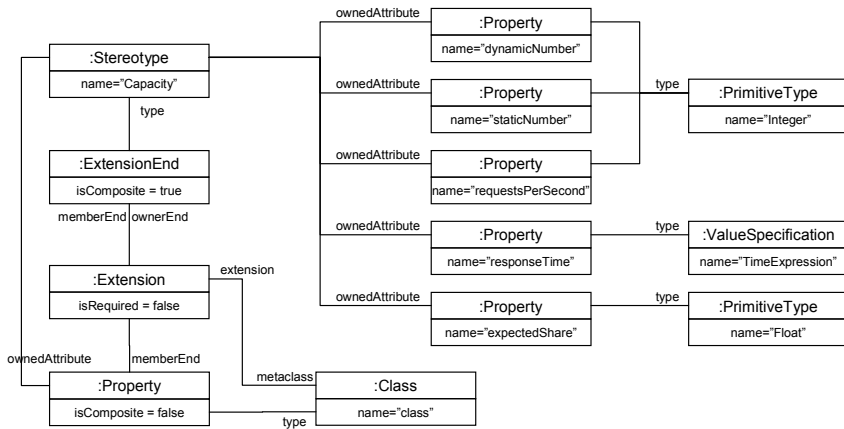 ownedAttribute
:Property
name="dynamicNumber"
:Stereotype
name="Capacity"
ownedAttribute
:Property
name="staticNumber"
type
:PrimitiveType
name="Integer"
type
:ExtensionEnd
isComposite = true
ownedAttribute
:Property
name="requestsPerSecond"
memberEnd ownerEnd
ownedAttribute
:Property
name="responseTime"
type
:ValueSpecification
name="TimeExpression"
:Extension
isRequired = false
extension
ownedAttribute
:Property
name="expectedShare"
type
:PrimitiveType
name="Float"
ownedAttribute
memberEnd
:Property
isComposite = false
metaclass
type
:Class
name="class"